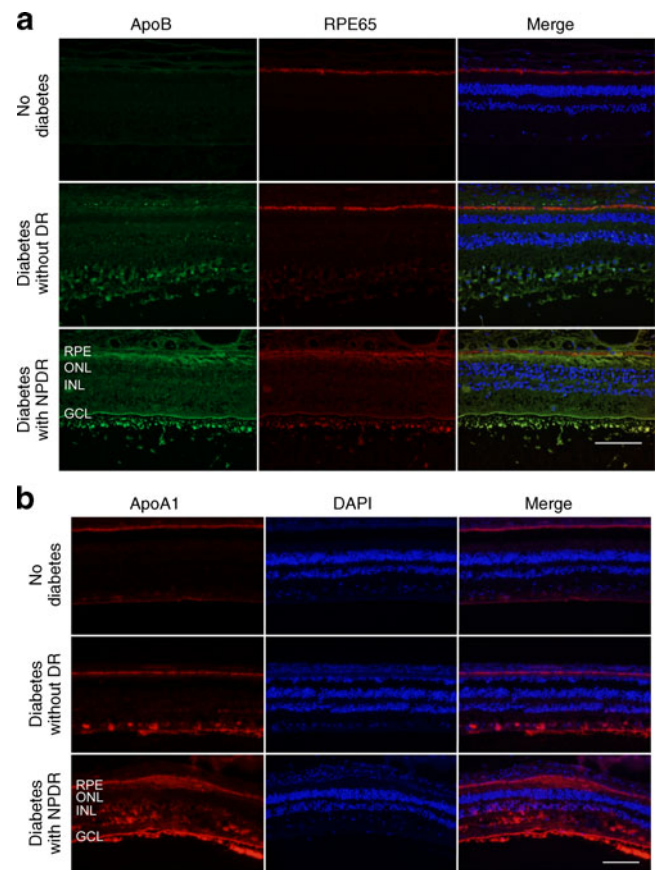 a
ApoB RPE65 Merge
No
diabetes
Diabetes
without DR
Diabetes
with NPDR
RPE
ONL
INL
GCL
b
ApoA1 DAPI Merge
No
diabetes
Diabetes
without DR
Diabetes
with NPDR
RPE
ONL
INL
GCL